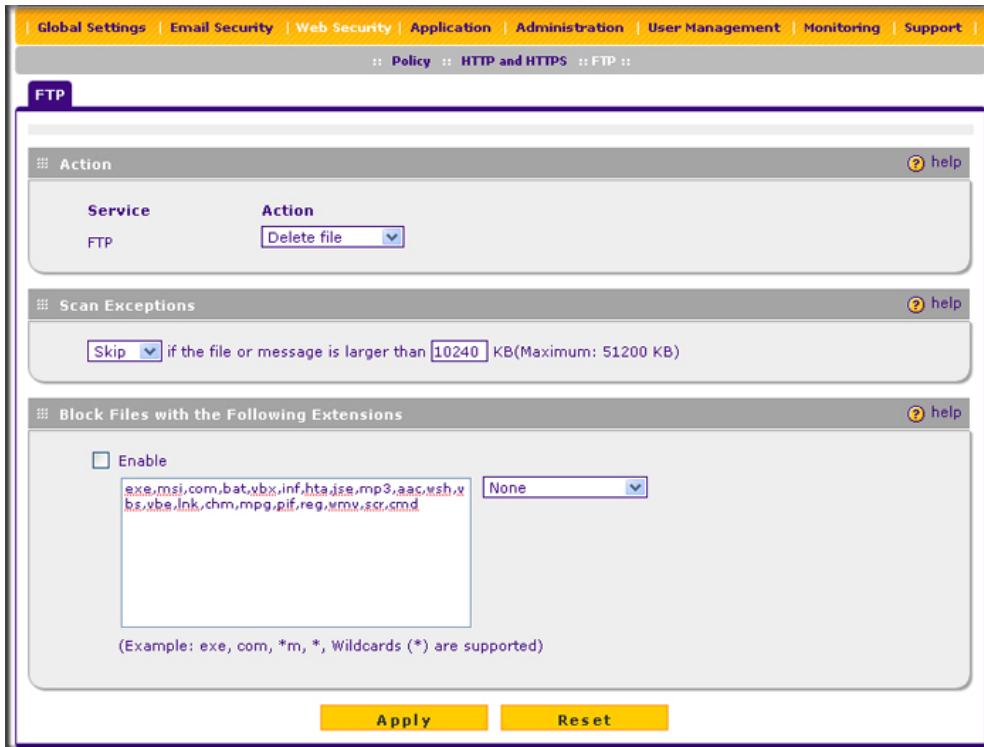 | Global Settings | Email Security | Web Security | Application | Administration | User Management | Monitoring | Support |
:: Policy :: HTTP and HTTPS :: FTP ::
FTP
Action
help
Service Action
FTP Delete file
Scan Exceptions
help
Skip if the file or message is larger than 10240 KB(Maximum: 51200 KB)
Block Files with the Following Extensions
help
Enable
exe,msi,com,bat,vbx,inf,hta,jse,mp3,aac,wsh,v
bs,vbe,lnk,chm,mpg,pif,reg,wmv,scr,cmd
None
(Example: exe, com, *m, *, Wildcards (*) are supported)
Apply Reset